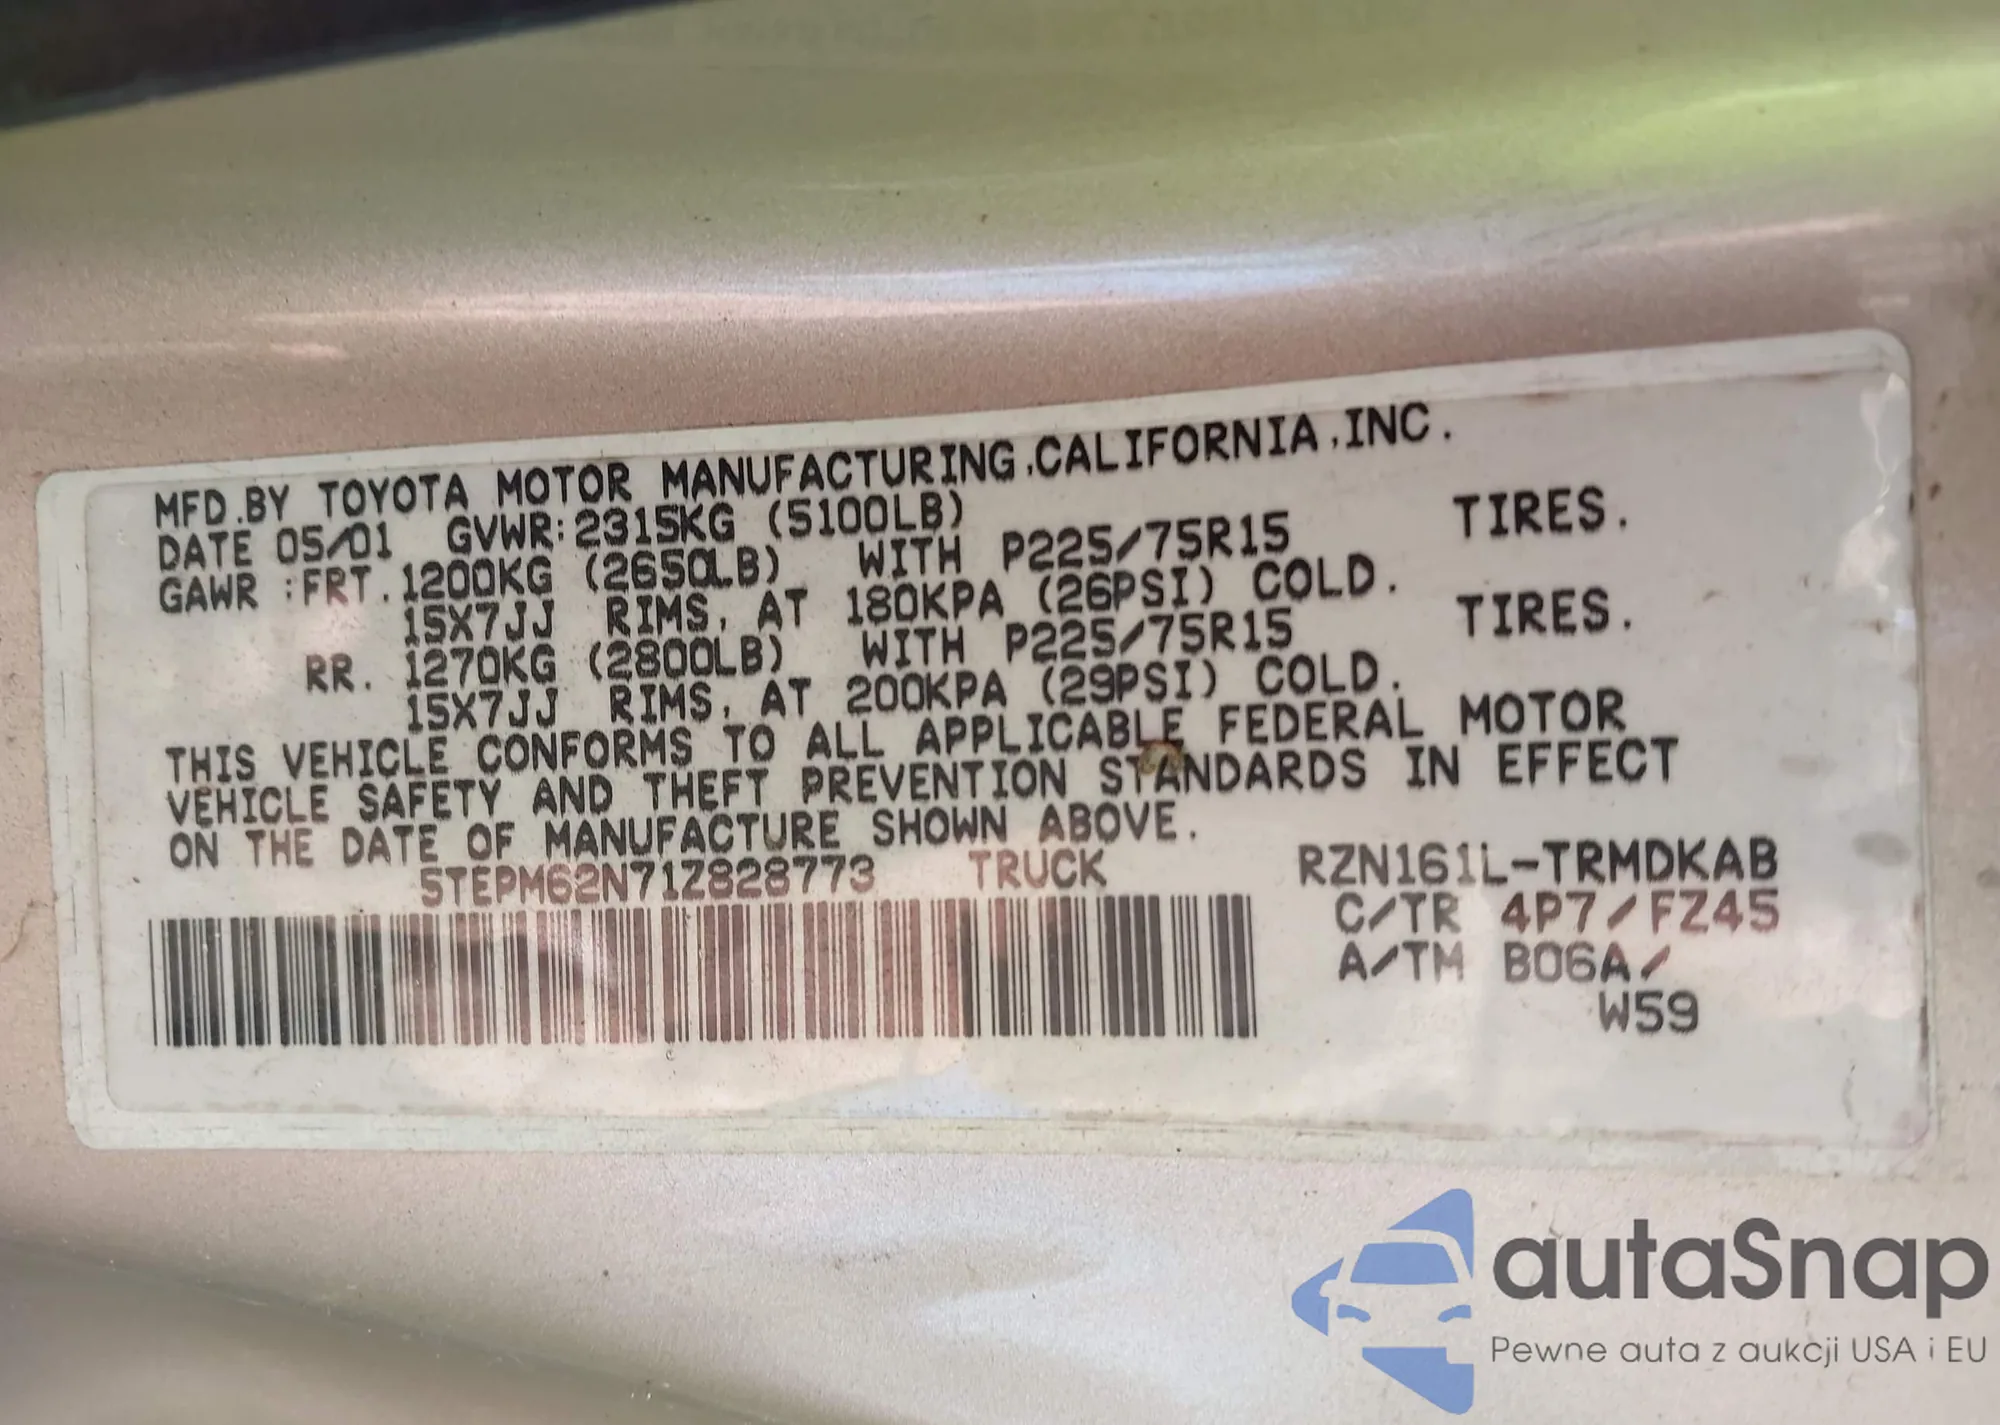 MFD.BY TOYOTA MOTOR MANUFACTURING,CALIFORNIA,INC.
DATE 05/01 GVWR:2315KG (5100LB)
GAWR :FRT.1200KG (2650LB) WITH P225/75R15 TIRES.
15X7JJ RIMS, AT 180KPA (26PSI) COLD.
RR. 1270KG (2800LB) WITH P225/75R15 TIRES.
15X7JJ RIMS, AT 200KPA (29PSI) COLD.
THIS VEHICLE CONFORMS TO ALL APPLICABLE FEDERAL MOTOR
VEHICLE SAFETY AND THEFT PREVENTION STANDARDS IN EFFECT
ON THE DATE OF MANUFACTURE SHOWN ABOVE.
5TEPM62N71Z828773 TRUCK RZN161L-TRMDKAB
C/TR 4P7/FZ45
A/TM B06A/
W59
autaSnap
Pewne auta z aukcji USA i EU